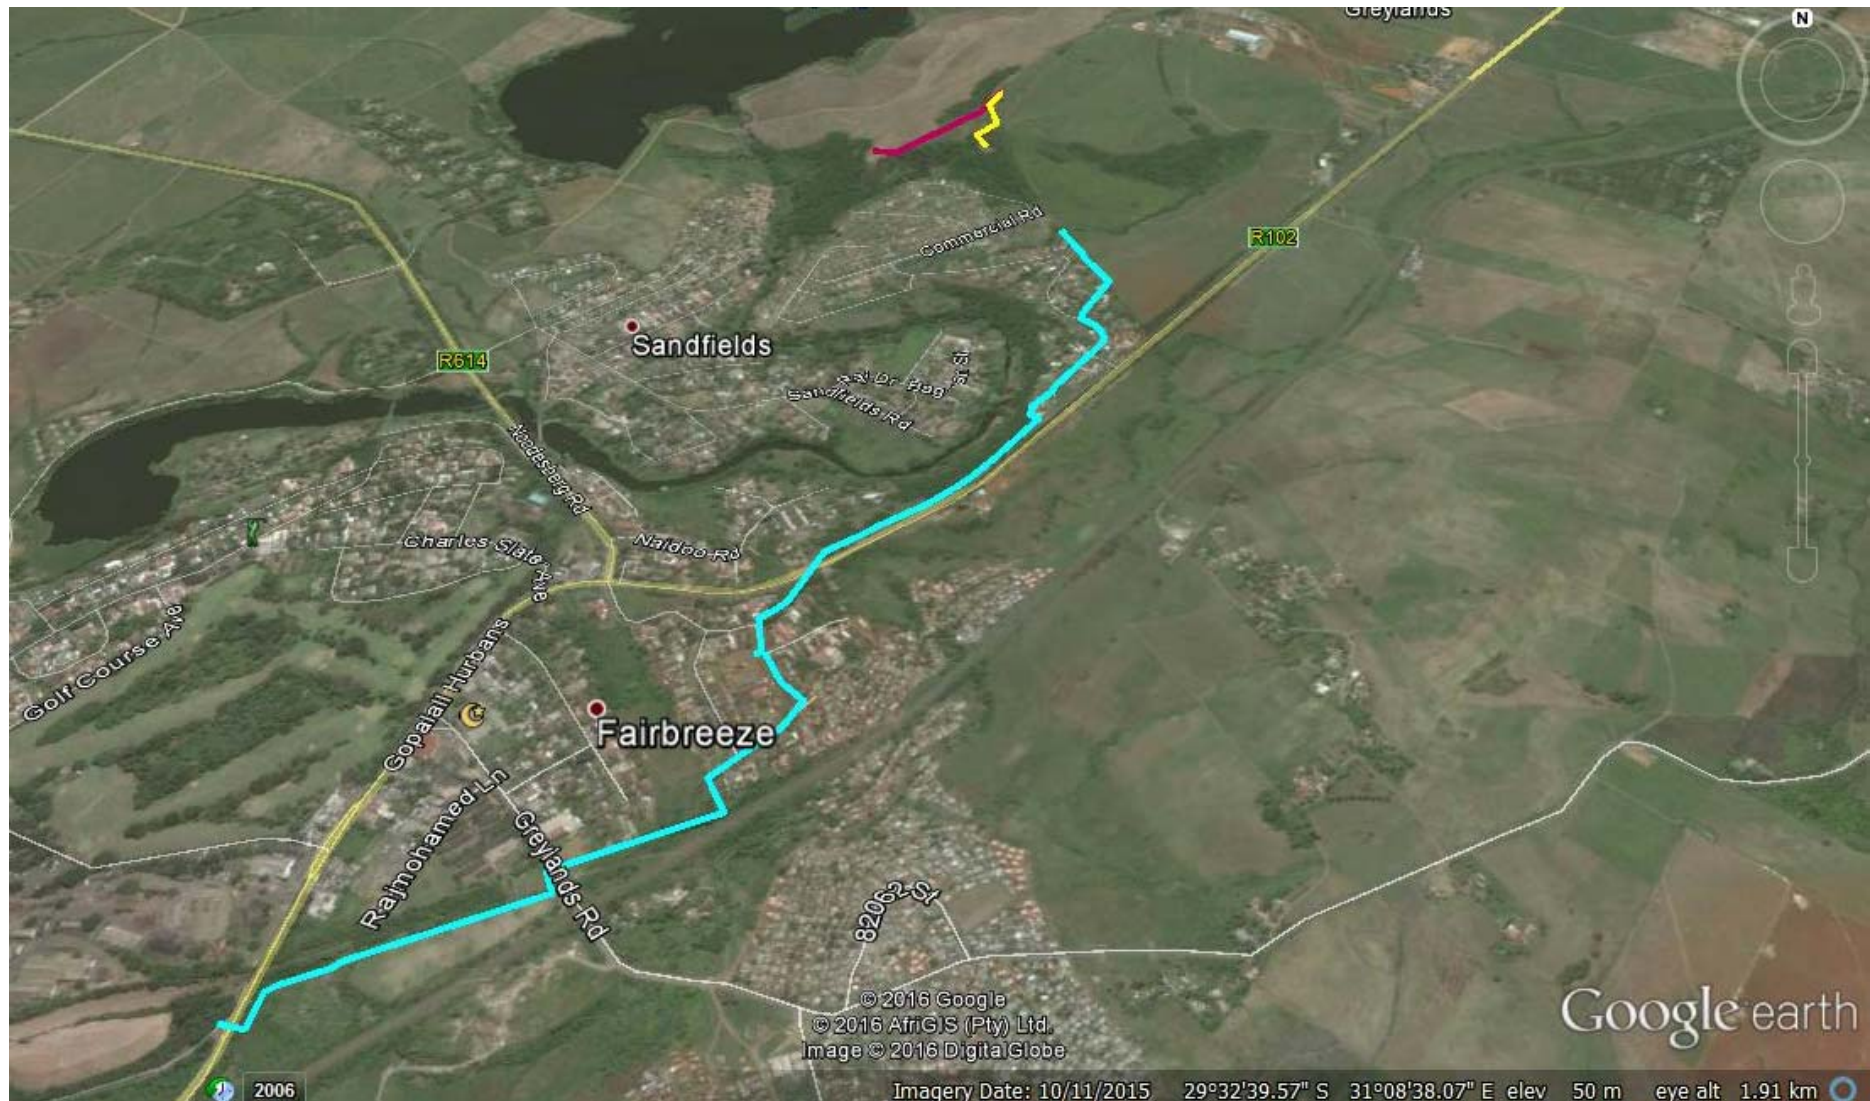 Greylands
N
Commercial Rd
R102
Sandfields
R614
Sandfields Rd
Noodesberg Rd
Charles Slate Ave
Naidoo Rd
Golf Course Ave
Gopalall Hurbans
Fairbreeze
Rajmohamed Ln
Greylands Rd
82062 St
© 2016 Google
© 2016 AfriGIS (Pty) Ltd.
Image © 2016 DigitalGlobe
Google earth
2006
Imagery Date: 10/11/2015 29°32'39.57" S 31°08'38.07" E elev 50 m eye alt 1.91 km